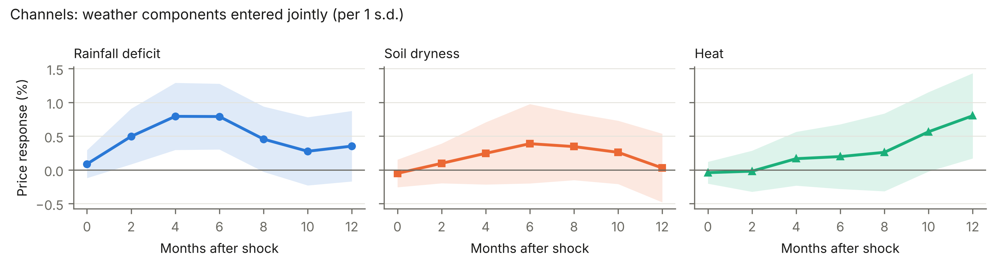 Channels: weather components entered jointly (per 1 s.d.)
Rainfall deficit
Soil dryness
Heat
Price response (%)
1.5
1.0
0.5
0.0
−0.5
0 2 4 6 8 10 12
0 2 4 6 8 10 12
0 2 4 6 8 10 12
Months after shock
Months after shock
Months after shock